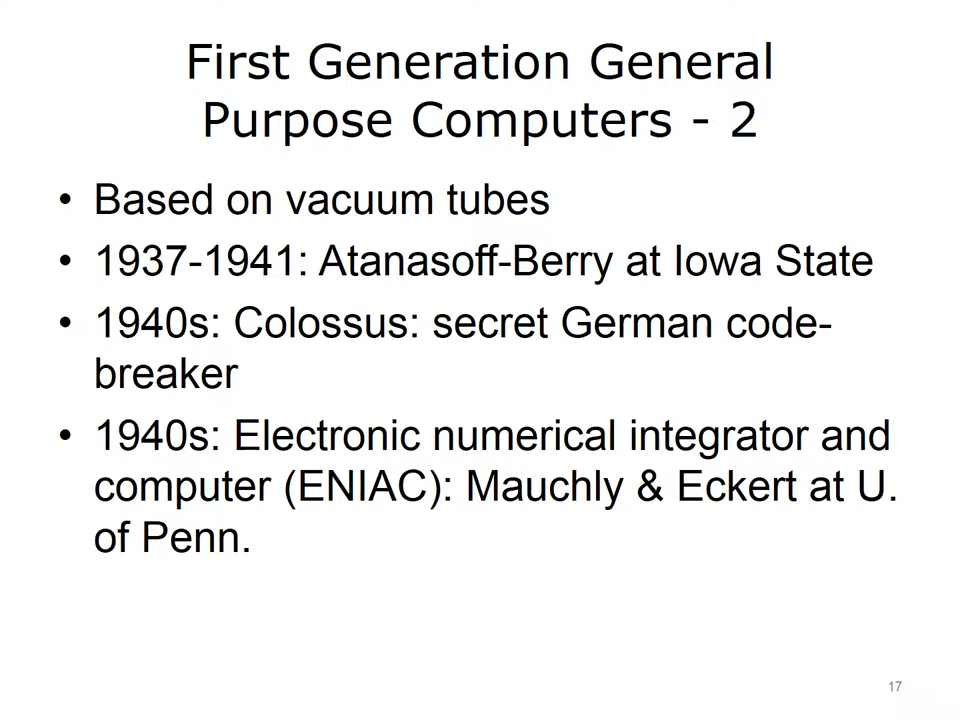 First Generation General
Purpose Computers - 2
• Based on vacuum tubes
• 1937-1941: Atanasoff-Berry at Iowa State
• 1940s: Colossus: secret German code-
breaker
• 1940s: Electronic numerical integrator and
computer (ENIAC): Mauchly & Eckert at U.
of Penn.
17